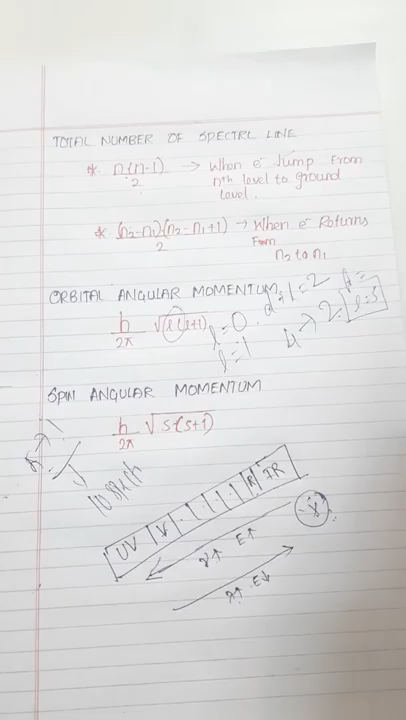 TOTAL NUMBER OF SPECTRL LINE
* n(n-1)/2 → When e⁻ Jump From
nth level to ground
level.
* (n₂-n₁)(n₂-n₁+1)/2 → When e⁻ Returns
From
n₂ to n₁
ORBITAL ANGULAR MOMENTUM
h/2π √l(l+1)
l=0
l=1
d l=2
l=3
SPIN ANGULAR MOMENTUM
h/2π √s(s+1)
UV V R IR
ν↑ E↑
λ↑ E↓